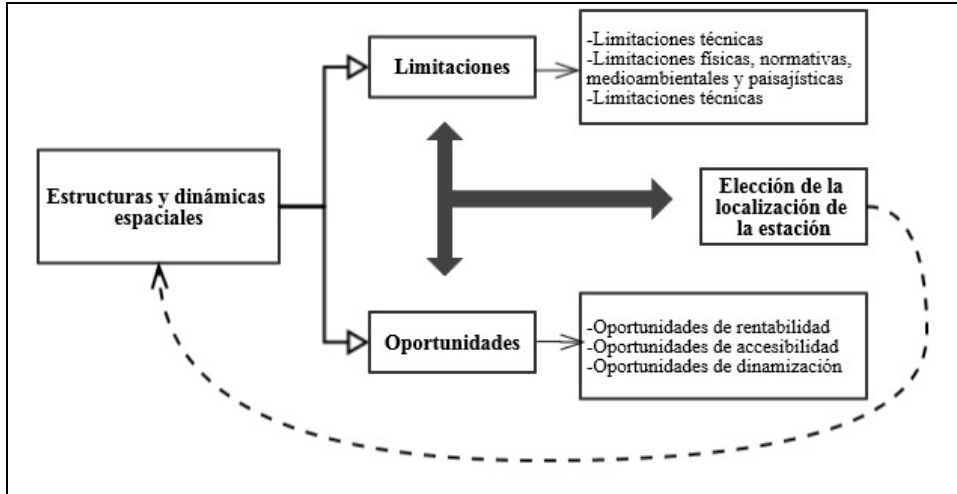 Limitaciones
-Limitaciones técnicas
-Limitaciones físicas, normativas,
medioambientales y paisajísticas
-Limitaciones técnicas
Estructuras y dinámicas
espaciales
Elección de la
localización de
la estación
Oportunidades
-Oportunidades de rentabilidad
-Oportunidades de accesibilidad
-Oportunidades de dinamización